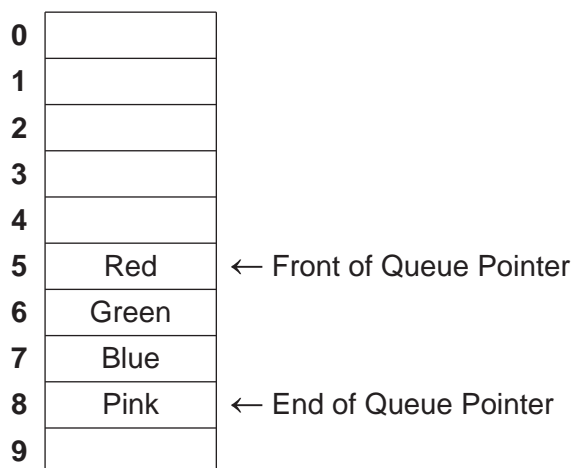 0
1
2
3
4
5 Red ← Front of Queue Pointer
6 Green
7 Blue
8 Pink ← End of Queue Pointer
9